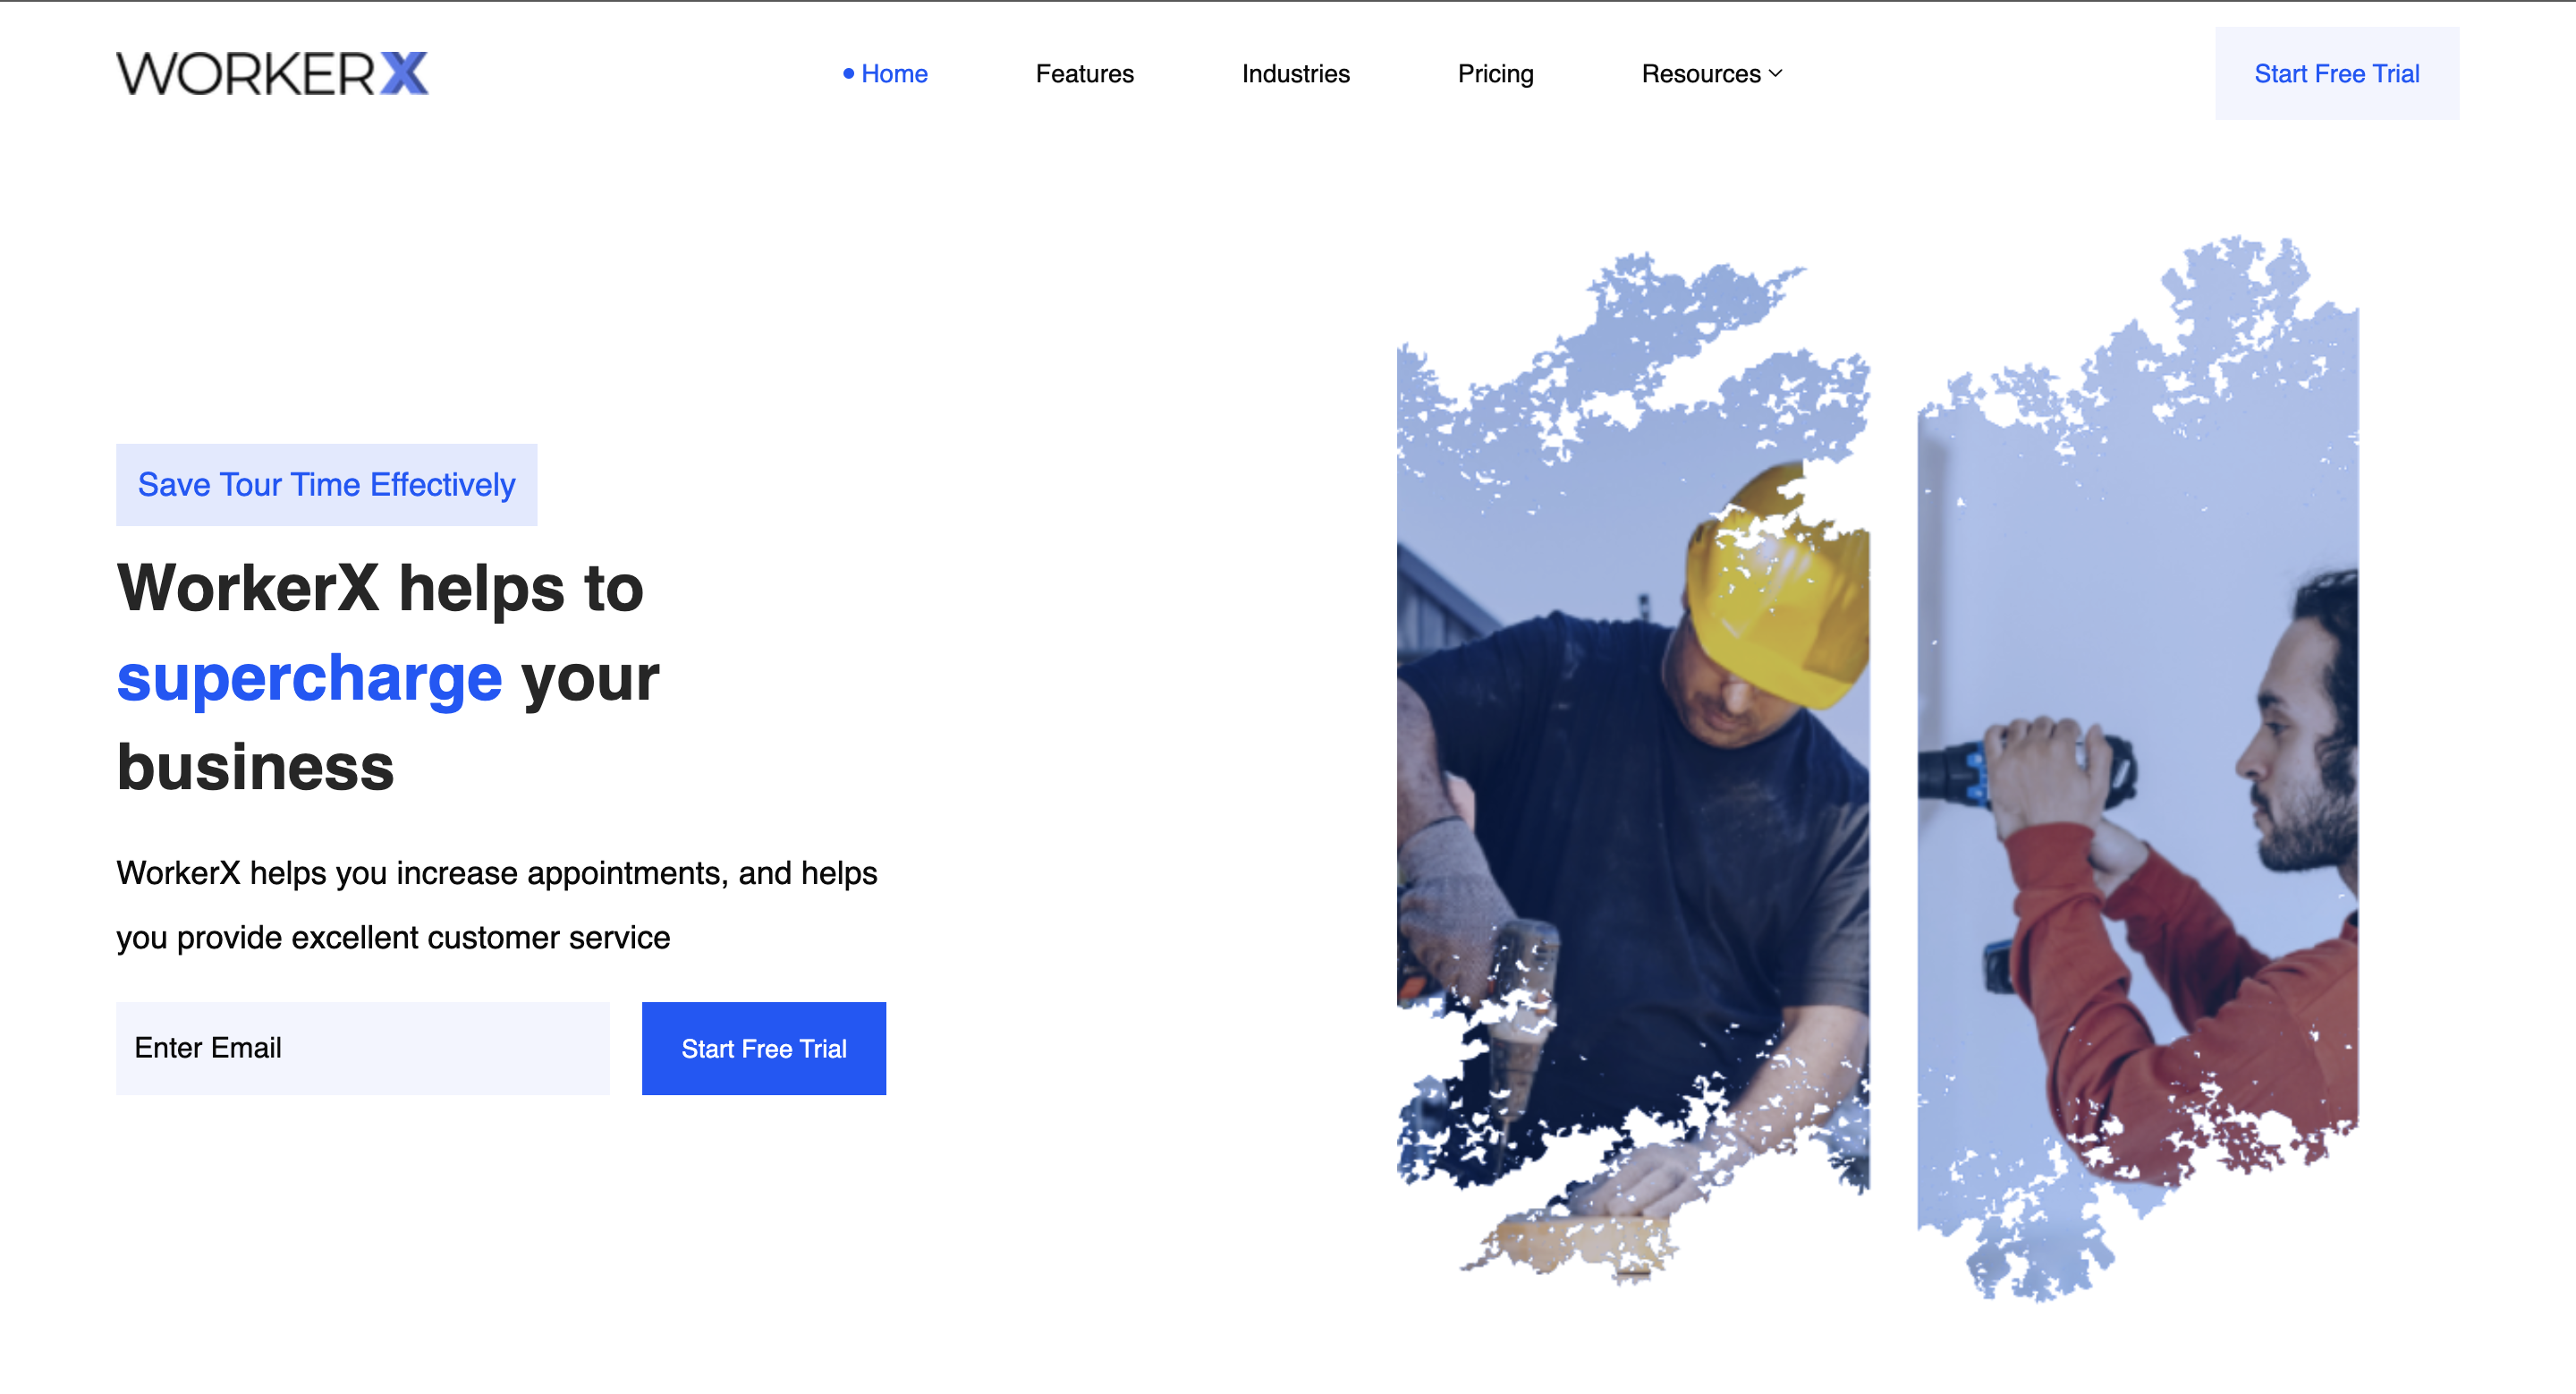 WORKERX
Home
Features
Industries
Pricing
Resources
Start Free Trial
Save Tour Time Effectively
WorkerX helps to
supercharge your
business
WorkerX helps you increase appointments, and helps
you provide excellent customer service
Enter Email
Start Free Trial